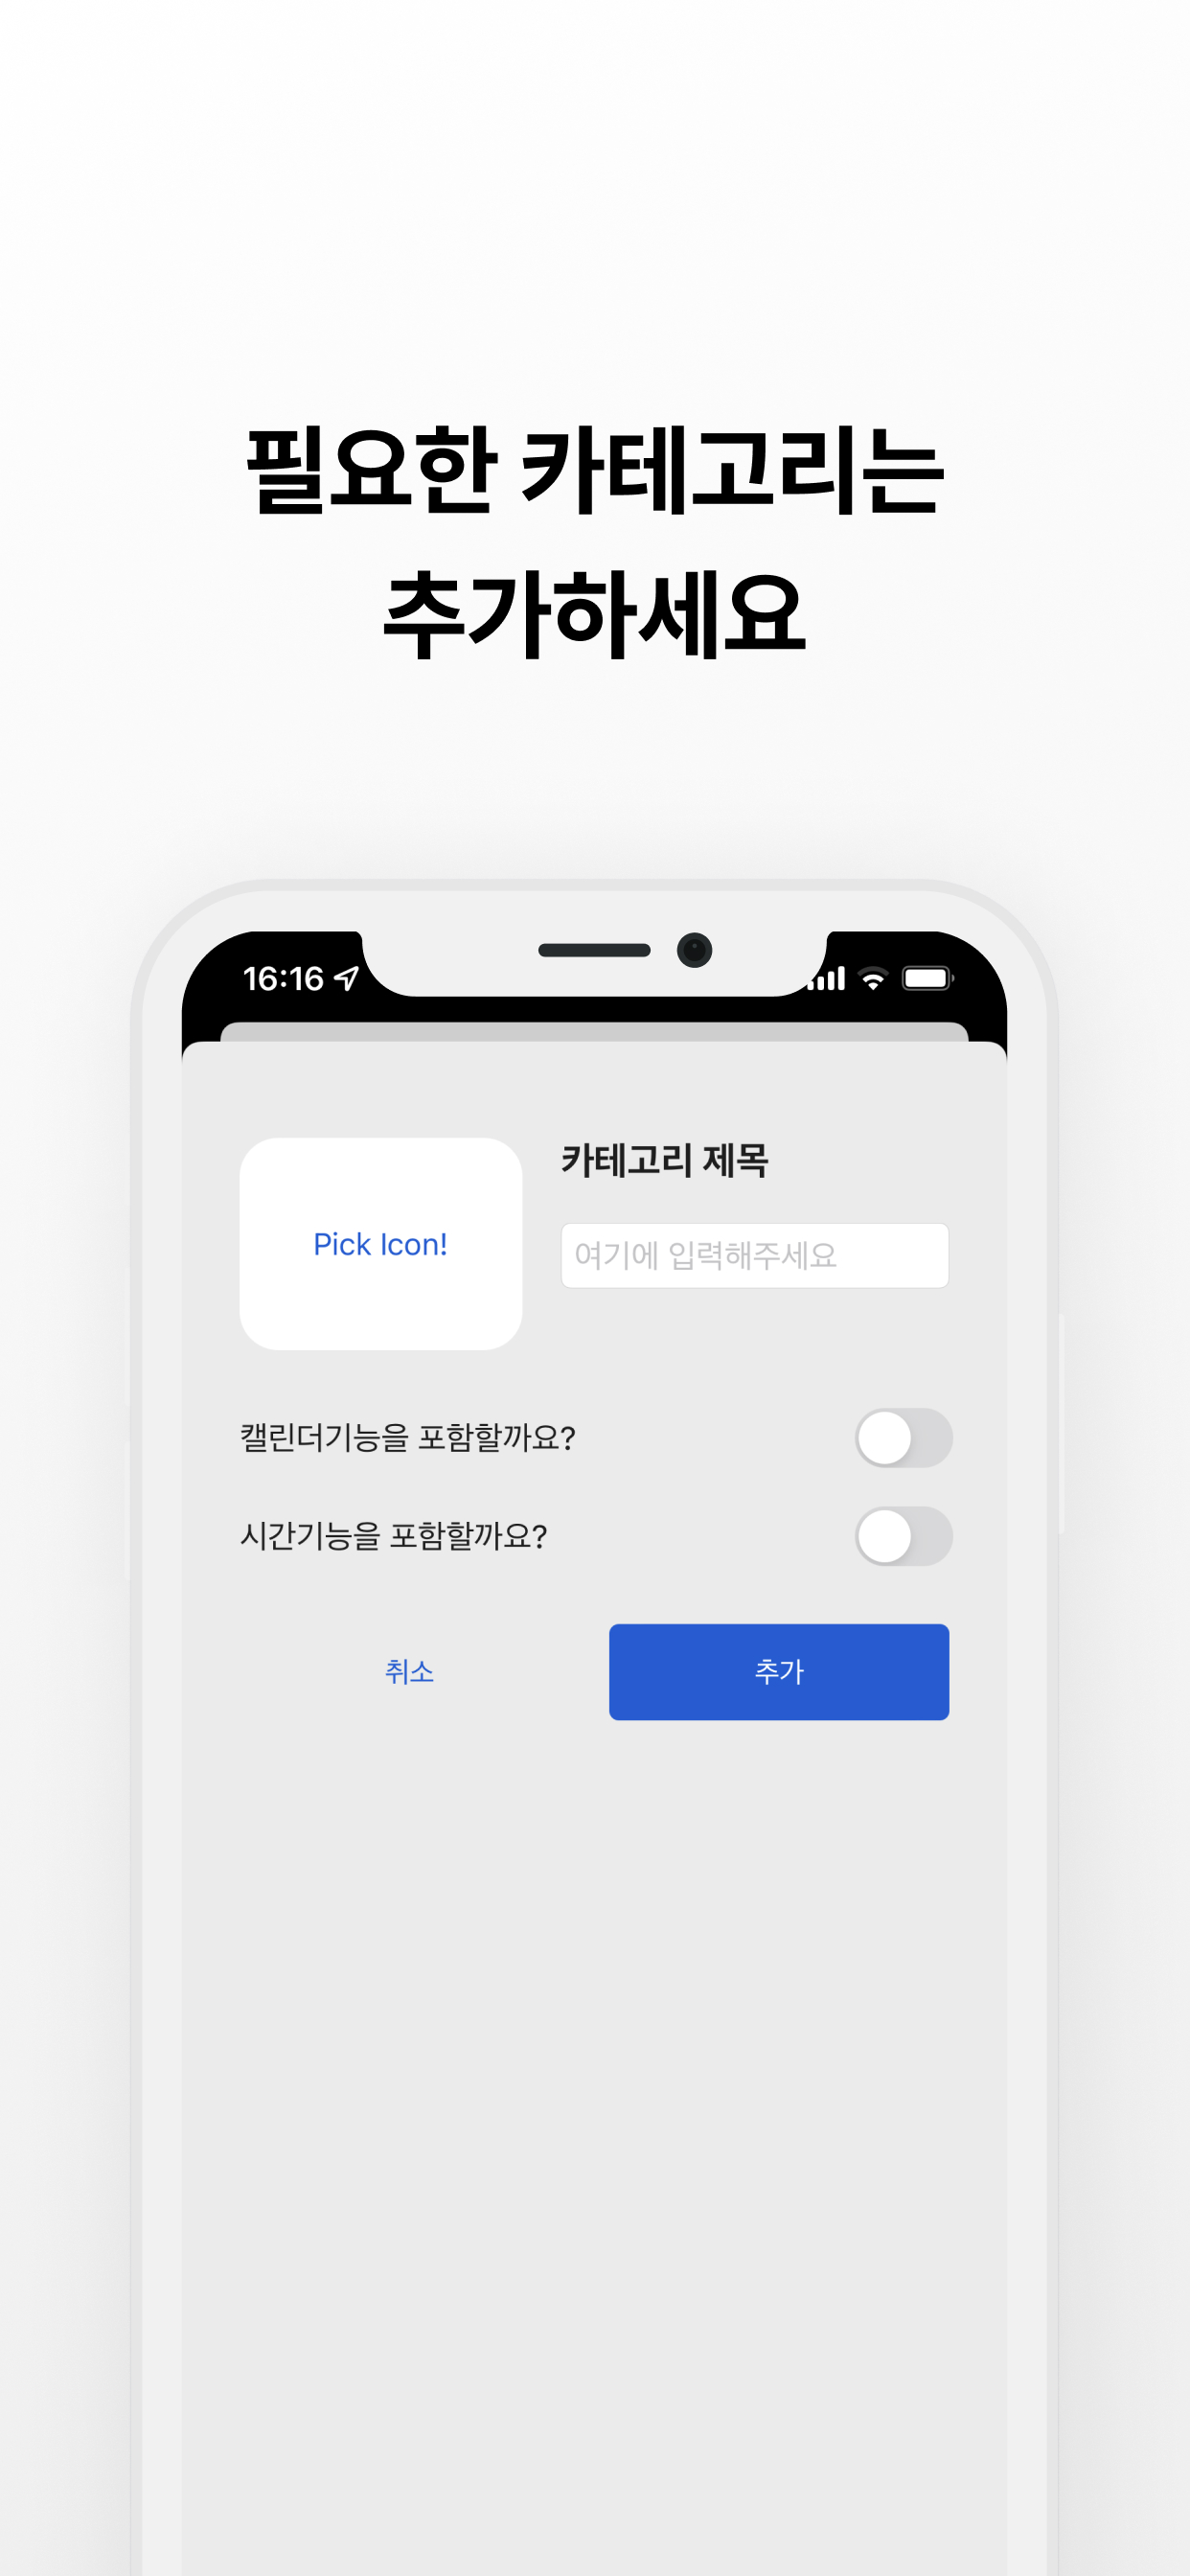 필요한 카테고리는
추가하세요
16:16
카테고리 제목
Pick Icon!
여기에 입력해주세요
캘린더기능을 포함할까요?
시간기능을 포함할까요?
취소
추가